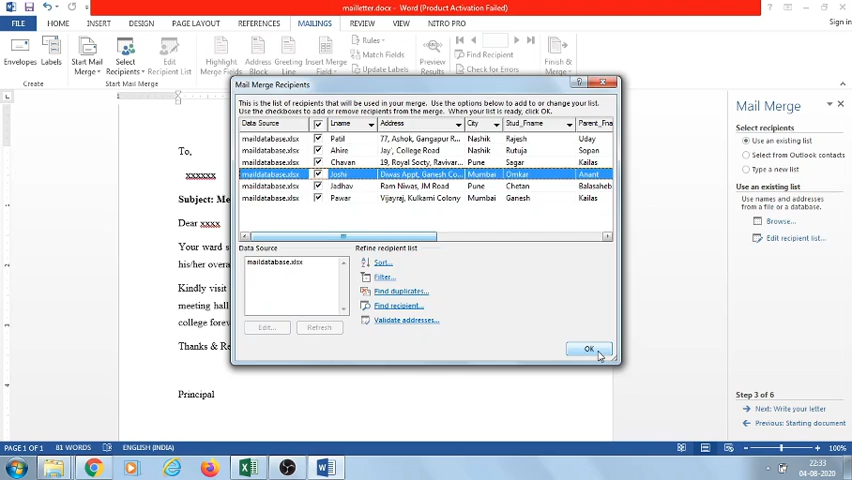 mailletter.docx - Word (Product Activation Failed)
FILE HOME INSERT DESIGN PAGE LAYOUT REFERENCES MAILINGS REVIEW VIEW NITRO PRO Sign in
Envelopes Labels Start Mail Merge Select Recipients Edit Recipient List Highlight Merge Fields Address Block Greeting Line Insert Merge Field Rules Match Fields Update Labels Preview Results Find Recipient Check for Errors Finish & Merge
Create Start Mail Merge
Mail Merge Recipients
This is the list of recipients that will be used in your merge. Use the options below to add to or change your list.
Use the checkboxes to add or remove recipients from the merge. When your list is ready, click OK.
Data Source Lname Address City Stud_Fname Parent_Fna
maildatabase.xlsx Patil 77, Ashok, Gangapur R... Nashik Rajesh Uday
maildatabase.xlsx Ahire Jay', College Road Nashik Rutuja Sopan
maildatabase.xlsx Chavan 19, Royal Socty, Ravivar... Pune Sagar Kailas
maildatabase.xlsx Joshi Diwas Appt, Ganesh Co... Mumbai Omkar Anant
maildatabase.xlsx Jadhav Ram Niwas, JM Road Pune Chetan Balasaheb
maildatabase.xlsx Pawar Vijayraj, Kulkarni Colony Mumbai Ganesh Kailas
Data Source
maildatabase.xlsx
Edit... Refresh
Refine recipient list
Sort...
Filter...
Find duplicates...
Find recipient...
Validate addresses...
OK
To,
xxxxxx
Subject: Me
Dear xxxx
Your ward s
his/her overa
Kindly visit
meeting hall
college forev
Thanks & Re
Principal
Mail Merge
Select recipients
Use an existing list
Select from Outlook contacts
Type a new list
Use an existing list
Use names and addresses
from a file or a database.
Browse...
Edit recipient list...
Step 3 of 6
Next: Write your letter
Previous: Starting document
PAGE 1 OF 1 81 WORDS ENGLISH (INDIA) 100%
22:33
04-08-2020